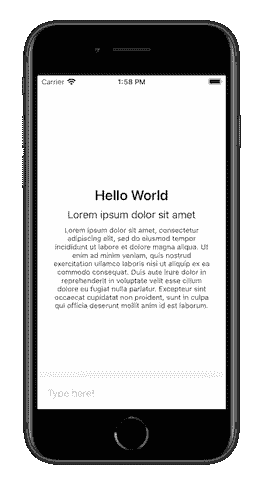 Carrier 1:58 PM
Hello World
Lorem ipsum dolor sit amet
Lorem ipsum dolor sit amet, consectetur
adipiscing elit, sed do eiusmod tempor
incididunt ut labore et dolore magna aliqua. Ut
enim ad minim veniam, quis nostrud
exercitation ullamco laboris nisi ut aliquip ex ea
commodo consequat. Duis aute irure dolor in
reprehenderit in voluptate velit esse cillum
dolore eu fugiat nulla pariatur. Excepteur sint
occaecat cupidatat non proident, sunt in culpa
qui officia deserunt mollit anim id est laborum.
Type here!